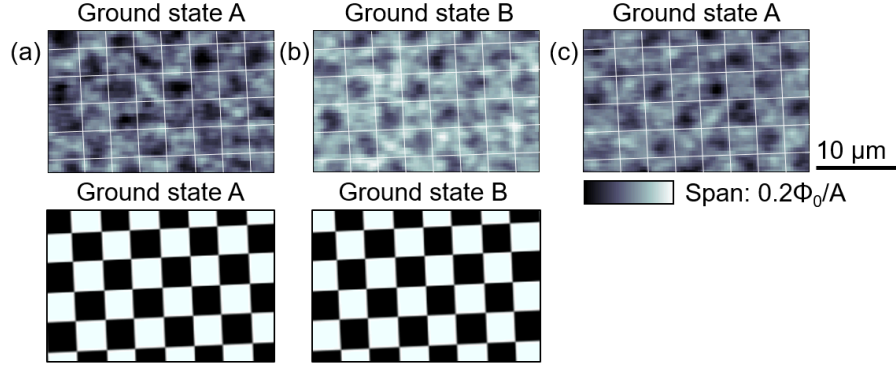 Ground state A
Ground state B
Ground state A
(a)
(b)
(c)
10 µm
Ground state A
Ground state B
Span: 0.2Φ₀/A